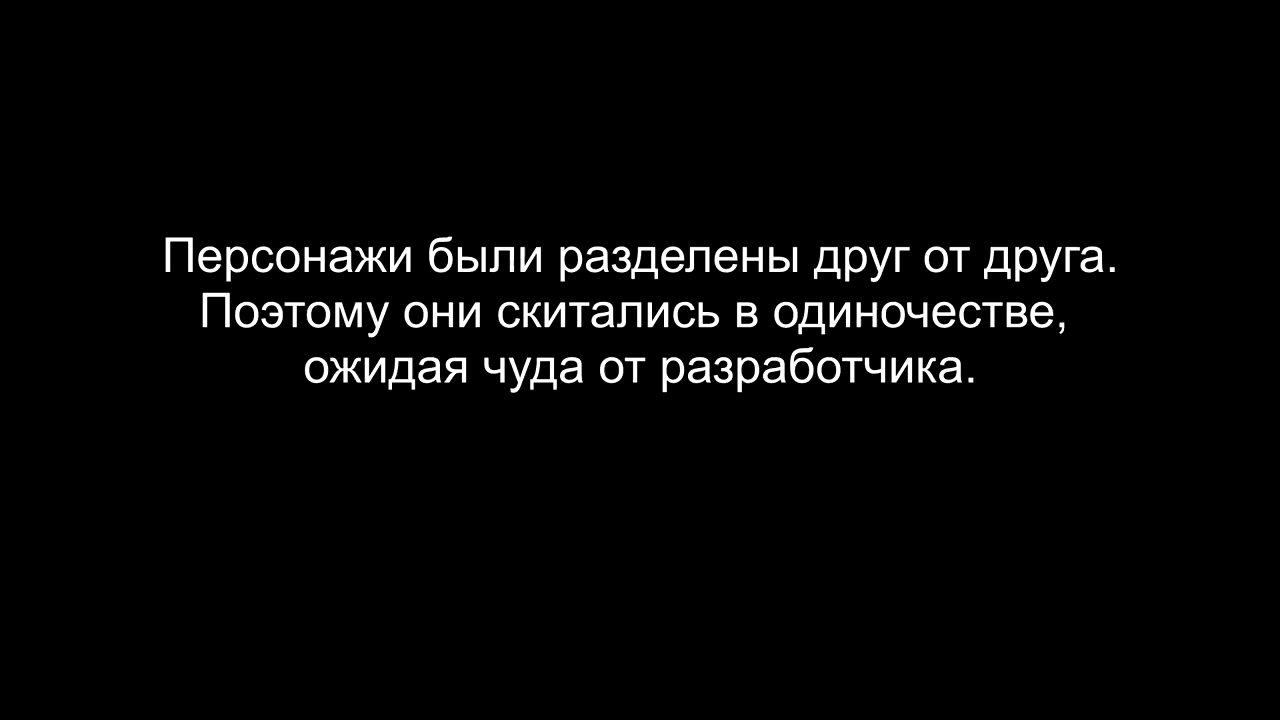 Персонажи были разделены друг от друга.
Поэтому они скитались в одиночестве,
ожидая чуда от разработчика.